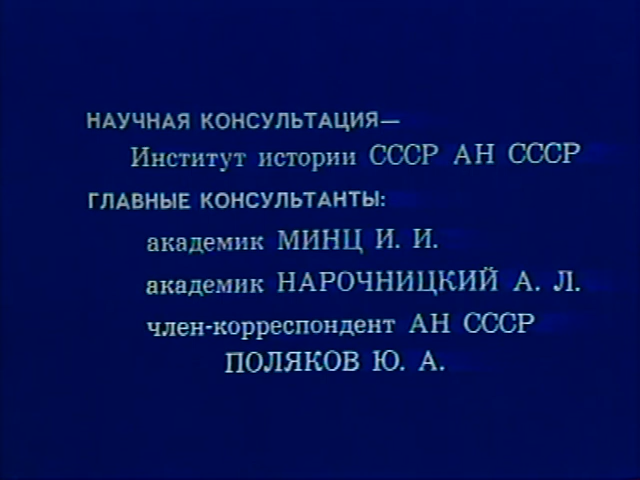 НАУЧНАЯ КОНСУЛЬТАЦИЯ—
Институт истории СССР АН СССР
ГЛАВНЫЕ КОНСУЛЬТАНТЫ:
академик МИНЦ И. И.
академик НАРОЧНИЦКИЙ А. Л.
член-корреспондент АН СССР
ПОЛЯКОВ Ю. А.